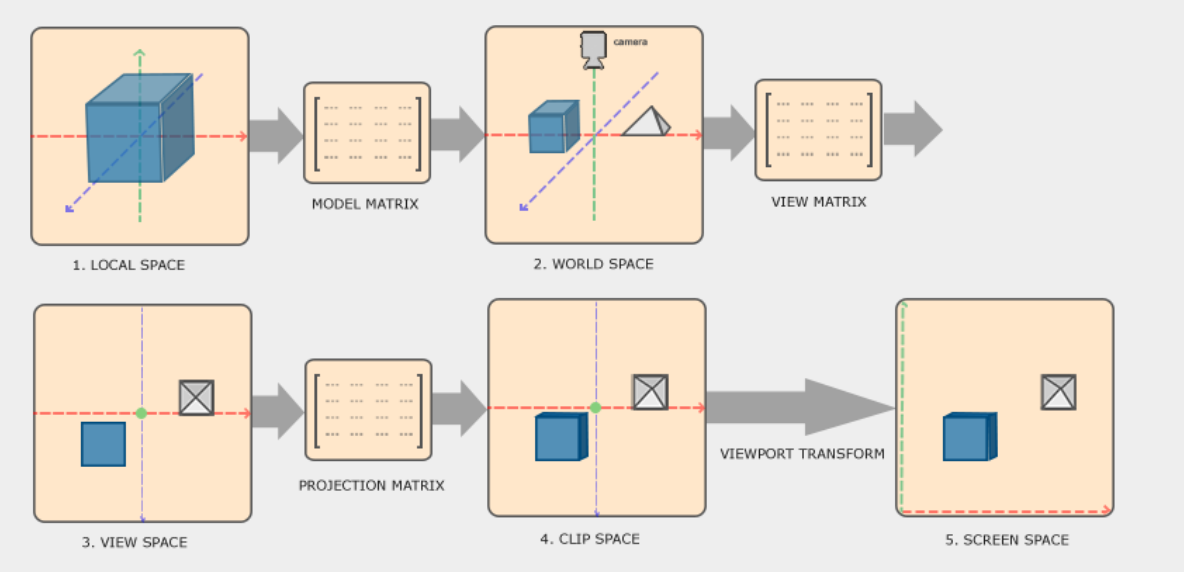 camera
MODEL MATRIX
VIEW MATRIX
1. LOCAL SPACE
2. WORLD SPACE
VIEWPORT TRANSFORM
PROJECTION MATRIX
3. VIEW SPACE
4. CLIP SPACE
5. SCREEN SPACE